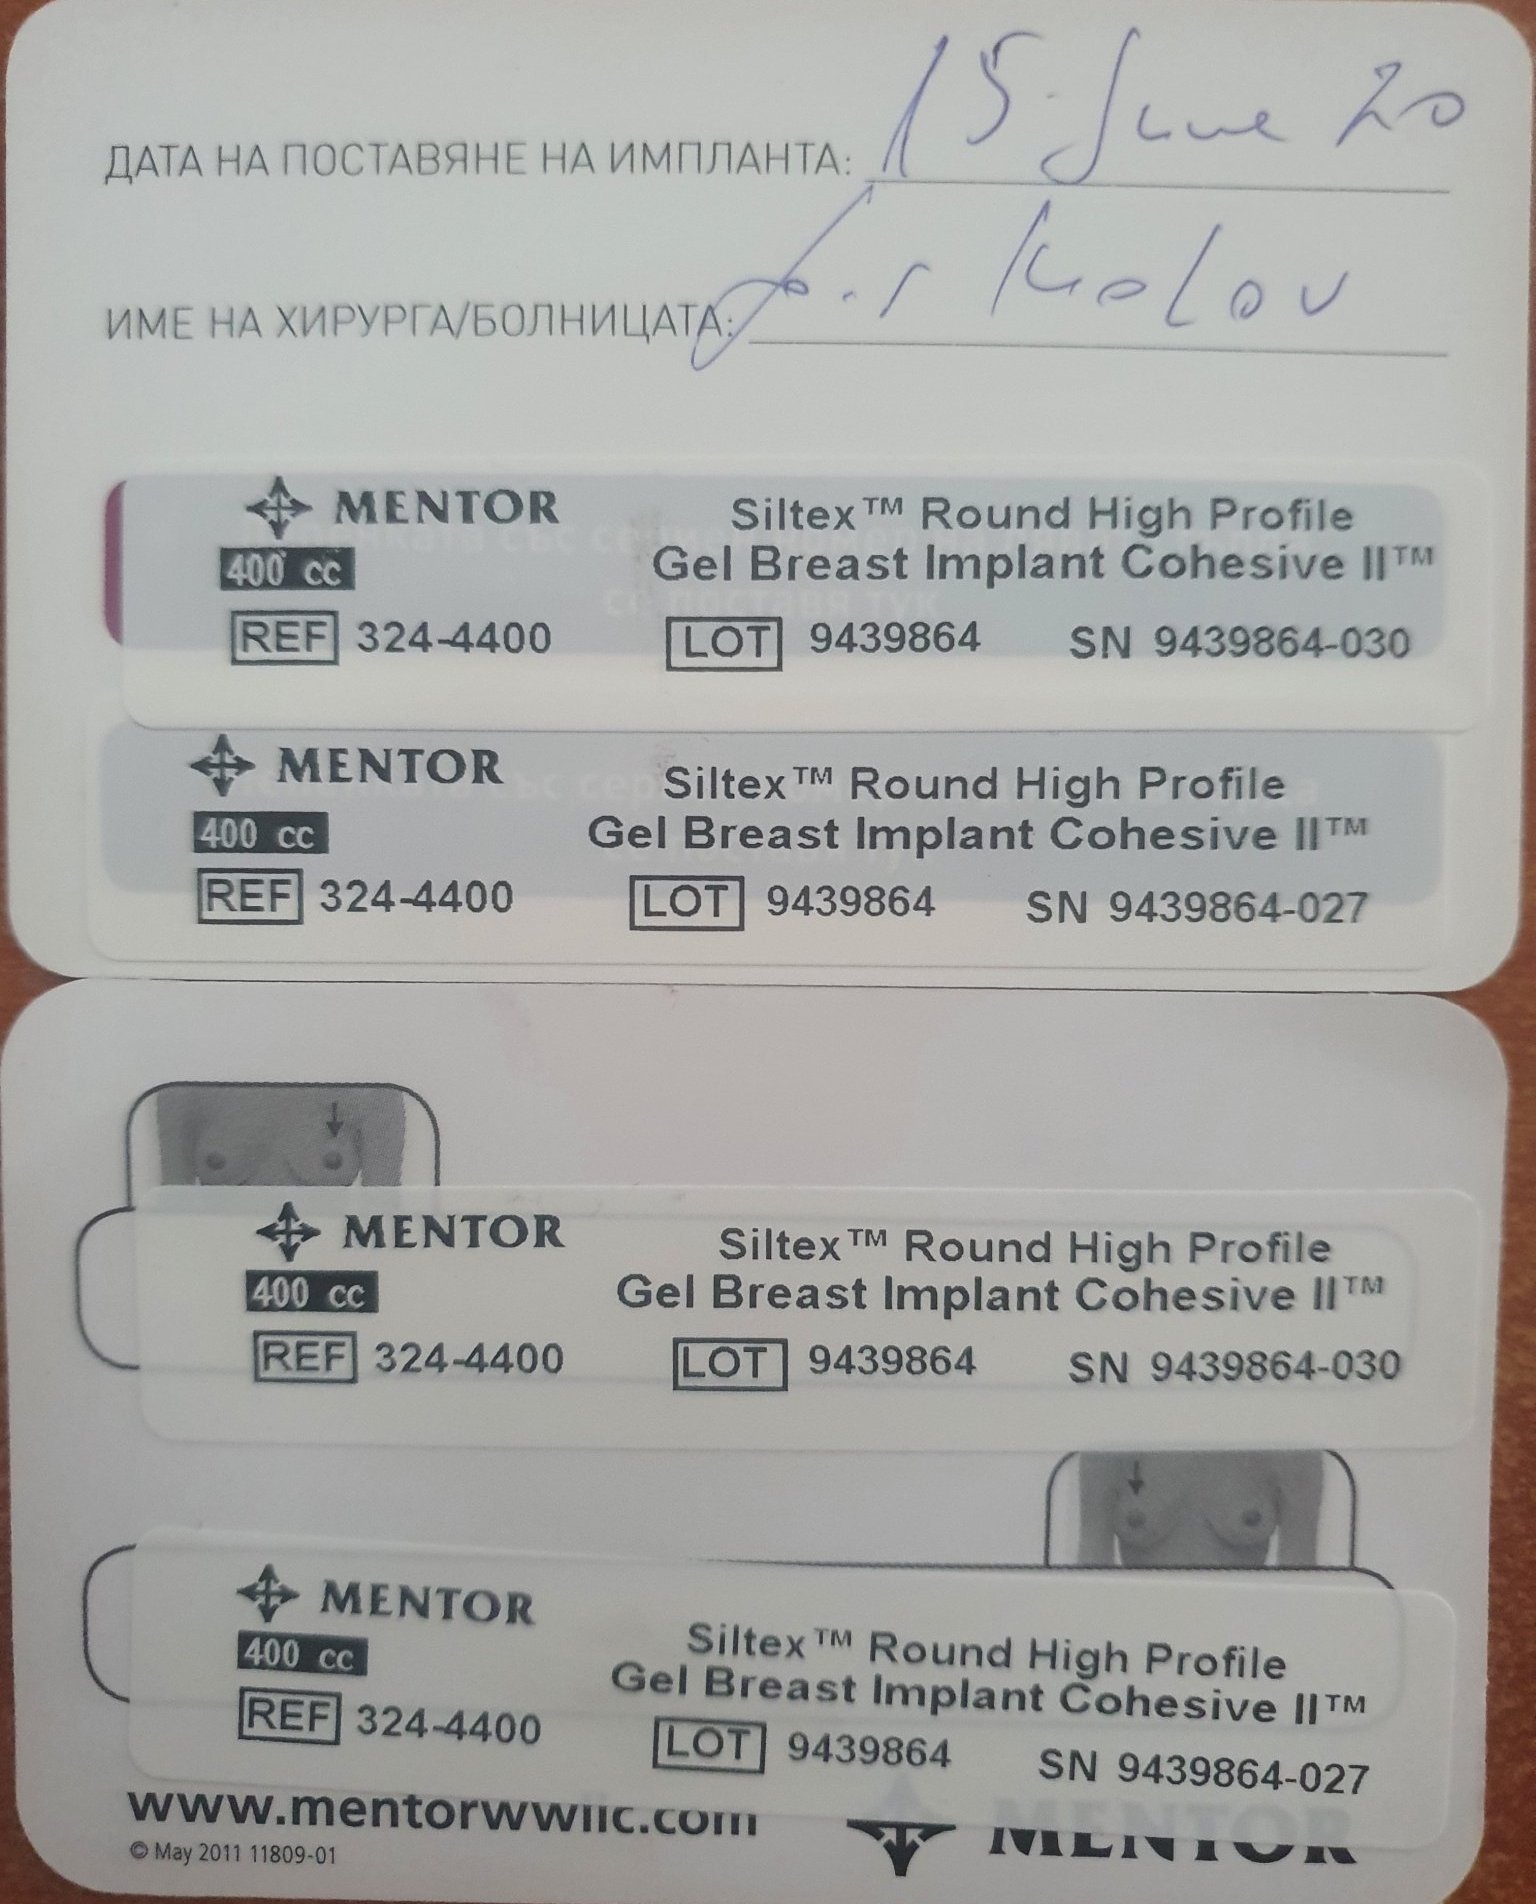 ДАТА НА ПОСТАВЯНЕ НА ИМПЛАНТА: 15 June 20
ИМЕ НА ХИРУРГА/БОЛНИЦАТА:
MENTOR
Siltex™ Round High Profile
400 cc
Gel Breast Implant Cohesive II™
REF 324-4400 LOT 9439864 SN 9439864-030
MENTOR
Siltex™ Round High Profile
400 cc
Gel Breast Implant Cohesive II™
REF 324-4400 LOT 9439864 SN 9439864-027
MENTOR
Siltex™ Round High Profile
400 cc
Gel Breast Implant Cohesive II™
REF 324-4400 LOT 9439864 SN 9439864-030
MENTOR
Siltex™ Round High Profile
400 cc
Gel Breast Implant Cohesive II™
REF 324-4400 LOT 9439864 SN 9439864-027
www.mentorwwllc.com MENTOR
© May 2011 11809-01